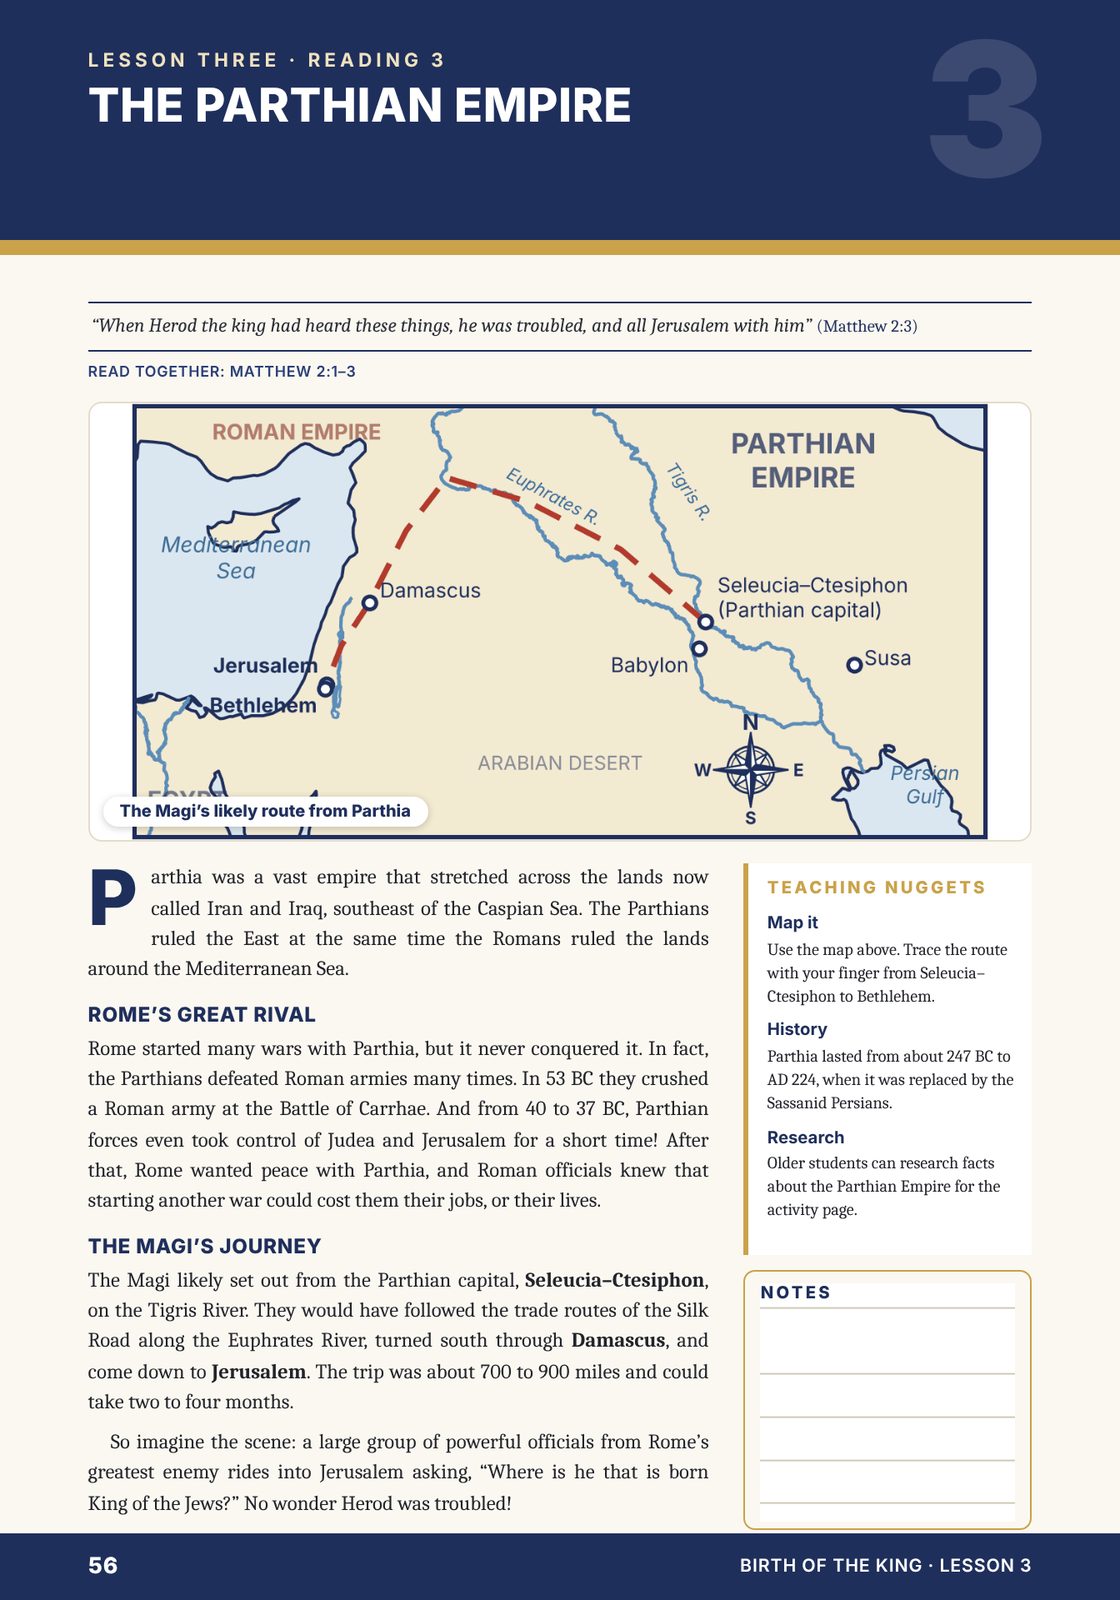 LESSON THREE · READING 3
3
THE PARTHIAN EMPIRE
“When Herod the king had heard these things, he was troubled, and all Jerusalem with him” (Matthew 2:3)
READ TOGETHER: MATTHEW 2:1–3
ROMAN EMPIRE
PARTHIAN
EMPIRE
Euphrates R.
Tigris R.
Mediterranean
Sea
Damascus
Seleucia–Ctesiphon
(Parthian capital)
Jerusalem
Babylon
Susa
Bethlehem
N
W
E
S
ARABIAN DESERT
Persian
Gulf
EGYPT
The Magi’s likely route from Parthia
Parthia was a vast empire that stretched across the lands now
called Iran and Iraq, southeast of the Caspian Sea. The Parthians
ruled the East at the same time the Romans ruled the lands
around the Mediterranean Sea.
ROME’S GREAT RIVAL
Rome started many wars with Parthia, but it never conquered it. In fact,
the Parthians defeated Roman armies many times. In 53 BC they crushed
a Roman army at the Battle of Carrhae. And from 40 to 37 BC, Parthian
forces even took control of Judea and Jerusalem for a short time! After
that, Rome wanted peace with Parthia, and Roman officials knew that
starting another war could cost them their jobs, or their lives.
THE MAGI’S JOURNEY
The Magi likely set out from the Parthian capital, Seleucia–Ctesiphon,
on the Tigris River. They would have followed the trade routes of the Silk
Road along the Euphrates River, turned south through Damascus, and
come down to Jerusalem. The trip was about 700 to 900 miles and could
take two to four months.
So imagine the scene: a large group of powerful officials from Rome’s
greatest enemy rides into Jerusalem asking, “Where is he that is born
King of the Jews?” No wonder Herod was troubled!
TEACHING NUGGETS
Map it
Use the map above. Trace the route
with your finger from Seleucia–
Ctesiphon to Bethlehem.
History
Parthia lasted from about 247 BC to
AD 224, when it was replaced by the
Sassanid Persians.
Research
Older students can research facts
about the Parthian Empire for the
activity page.
NOTES
56
BIRTH OF THE KING · LESSON 3